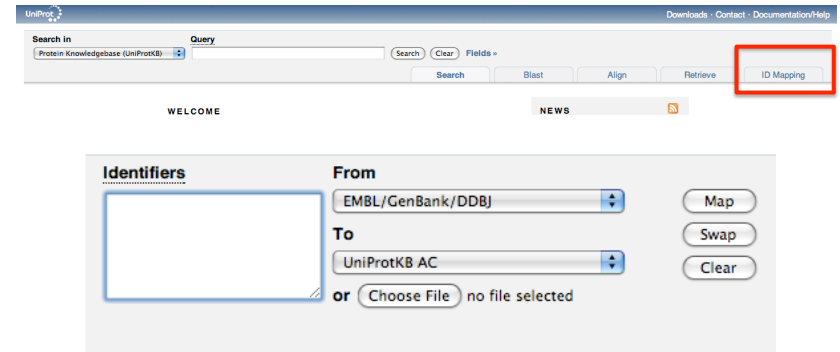 UniProt
Downloads · Contact · Documentation/Help
Search in
Query
Protein Knowledgebase (UniProtKB)
Search Clear Fields »
Search Blast Align Retrieve ID Mapping
WELCOME NEWS
Identifiers From
EMBL/GenBank/DDBJ Map
To Swap
UniProtKB AC Clear
or Choose File no file selected